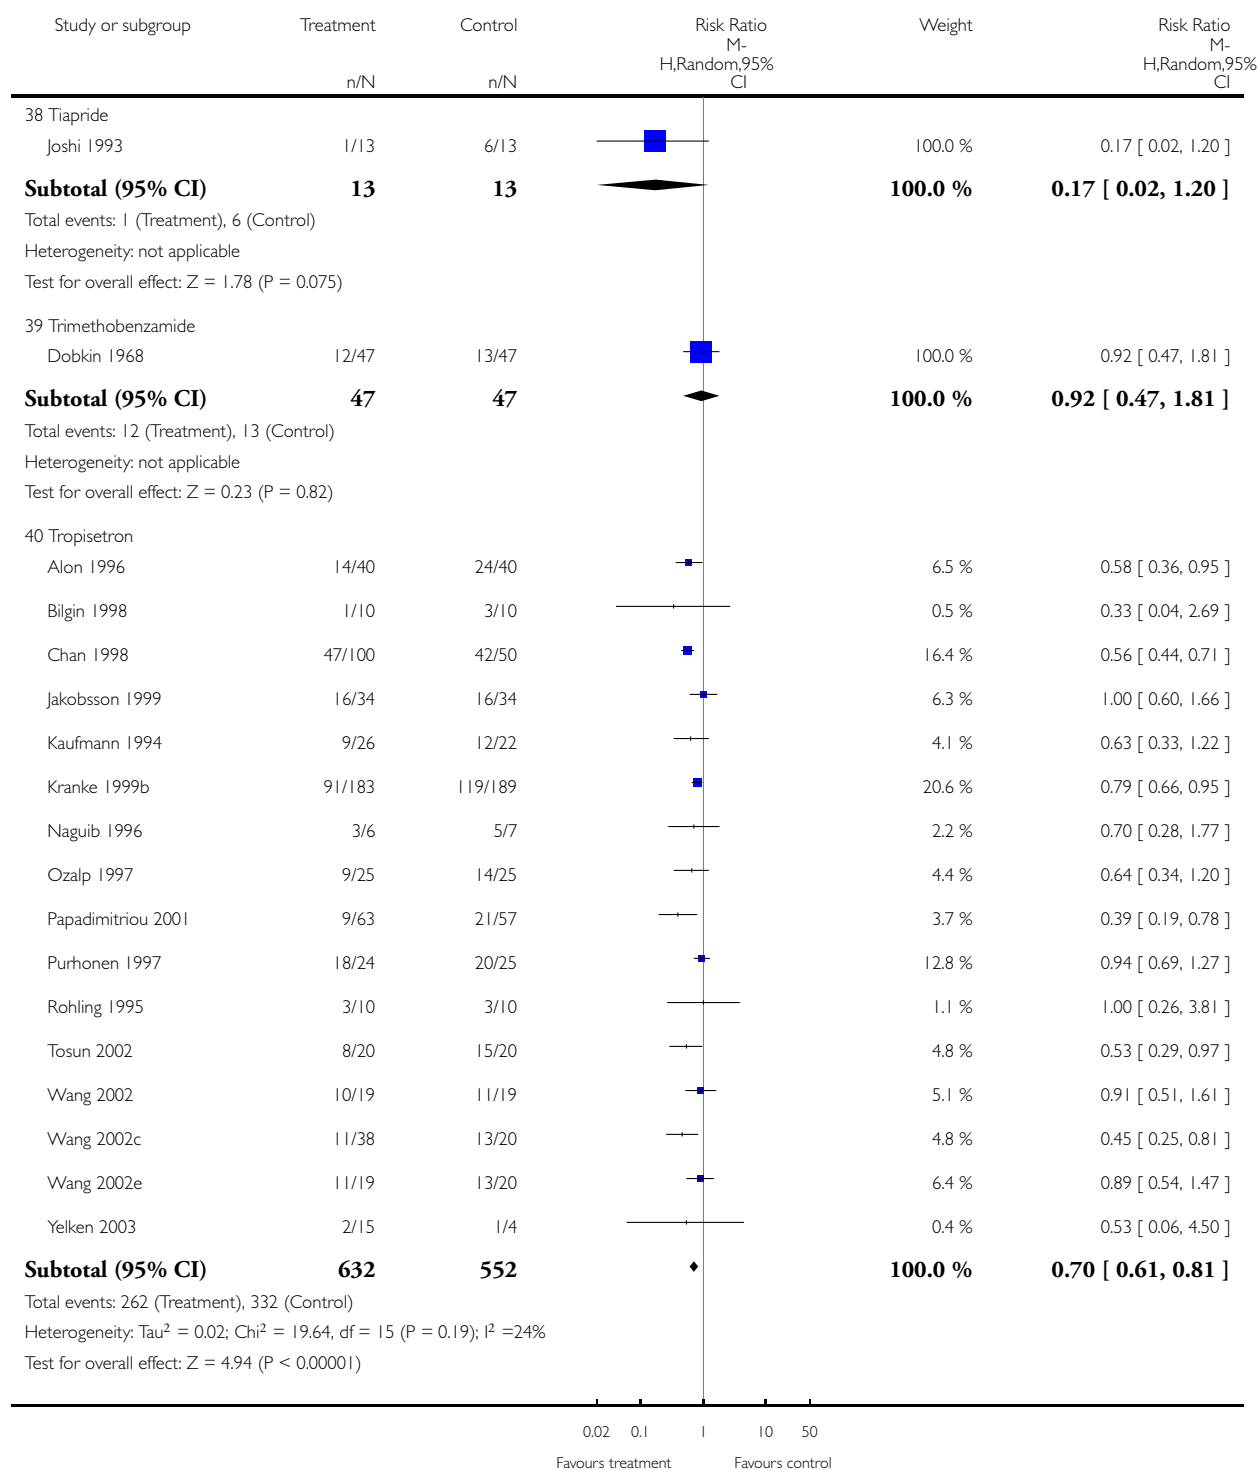 Study or subgroup Treatment Control Risk Ratio Weight Risk Ratio
M- M-
H,Random,95% H,Random,95%
n/N n/N CI CI
38 Tiapride
Joshi 1993 1/13 6/13 100.0 % 0.17 [ 0.02, 1.20 ]
Subtotal (95% CI) 13 13 100.0 % 0.17 [ 0.02, 1.20 ]
Total events: 1 (Treatment), 6 (Control)
Heterogeneity: not applicable
Test for overall effect: Z = 1.78 (P = 0.075)
39 Trimethobenzamide
Dobkin 1968 12/47 13/47 100.0 % 0.92 [ 0.47, 1.81 ]
Subtotal (95% CI) 47 47 100.0 % 0.92 [ 0.47, 1.81 ]
Total events: 12 (Treatment), 13 (Control)
Heterogeneity: not applicable
Test for overall effect: Z = 0.23 (P = 0.82)
40 Tropisetron
Alon 1996 14/40 24/40 6.5 % 0.58 [ 0.36, 0.95 ]
Bilgin 1998 1/10 3/10 0.5 % 0.33 [ 0.04, 2.69 ]
Chan 1998 47/100 42/50 16.4 % 0.56 [ 0.44, 0.71 ]
Jakobsson 1999 16/34 16/34 6.3 % 1.00 [ 0.60, 1.66 ]
Kaufmann 1994 9/26 12/22 4.1 % 0.63 [ 0.33, 1.22 ]
Kranke 1999b 91/183 119/189 20.6 % 0.79 [ 0.66, 0.95 ]
Naguib 1996 3/6 5/7 2.2 % 0.70 [ 0.28, 1.77 ]
Ozalp 1997 9/25 14/25 4.4 % 0.64 [ 0.34, 1.20 ]
Papadimitriou 2001 9/63 21/57 3.7 % 0.39 [ 0.19, 0.78 ]
Purhonen 1997 18/24 20/25 12.8 % 0.94 [ 0.69, 1.27 ]
Rohling 1995 3/10 3/10 1.1 % 1.00 [ 0.26, 3.81 ]
Tosun 2002 8/20 15/20 4.8 % 0.53 [ 0.29, 0.97 ]
Wang 2002 10/19 11/19 5.1 % 0.91 [ 0.51, 1.61 ]
Wang 2002c 11/38 13/20 4.8 % 0.45 [ 0.25, 0.81 ]
Wang 2002e 11/19 13/20 6.4 % 0.89 [ 0.54, 1.47 ]
Yelken 2003 2/15 1/4 0.4 % 0.53 [ 0.06, 4.50 ]
Subtotal (95% CI) 632 552 100.0 % 0.70 [ 0.61, 0.81 ]
Total events: 262 (Treatment), 332 (Control)
Heterogeneity: Tau² = 0.02; Chi² = 19.64, df = 15 (P = 0.19); I² =24%
Test for overall effect: Z = 4.94 (P < 0.00001)
0.02 0.1 1 10 50
Favours treatment Favours control